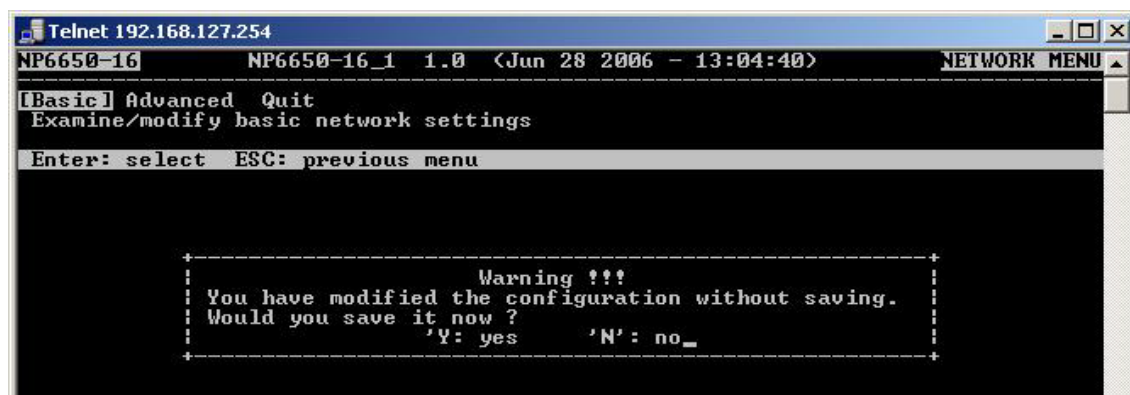 Telnet 192.168.127.254
NP6650-16 NP6650-16_1 1.0 (Jun 28 2006 - 13:04:40) NETWORK MENU
[Basic] Advanced Quit
Examine/modify basic network settings
Enter: select ESC: previous menu
Warning !!!
You have modified the configuration without saving.
Would you save it now ?
'Y: yes 'N': no_